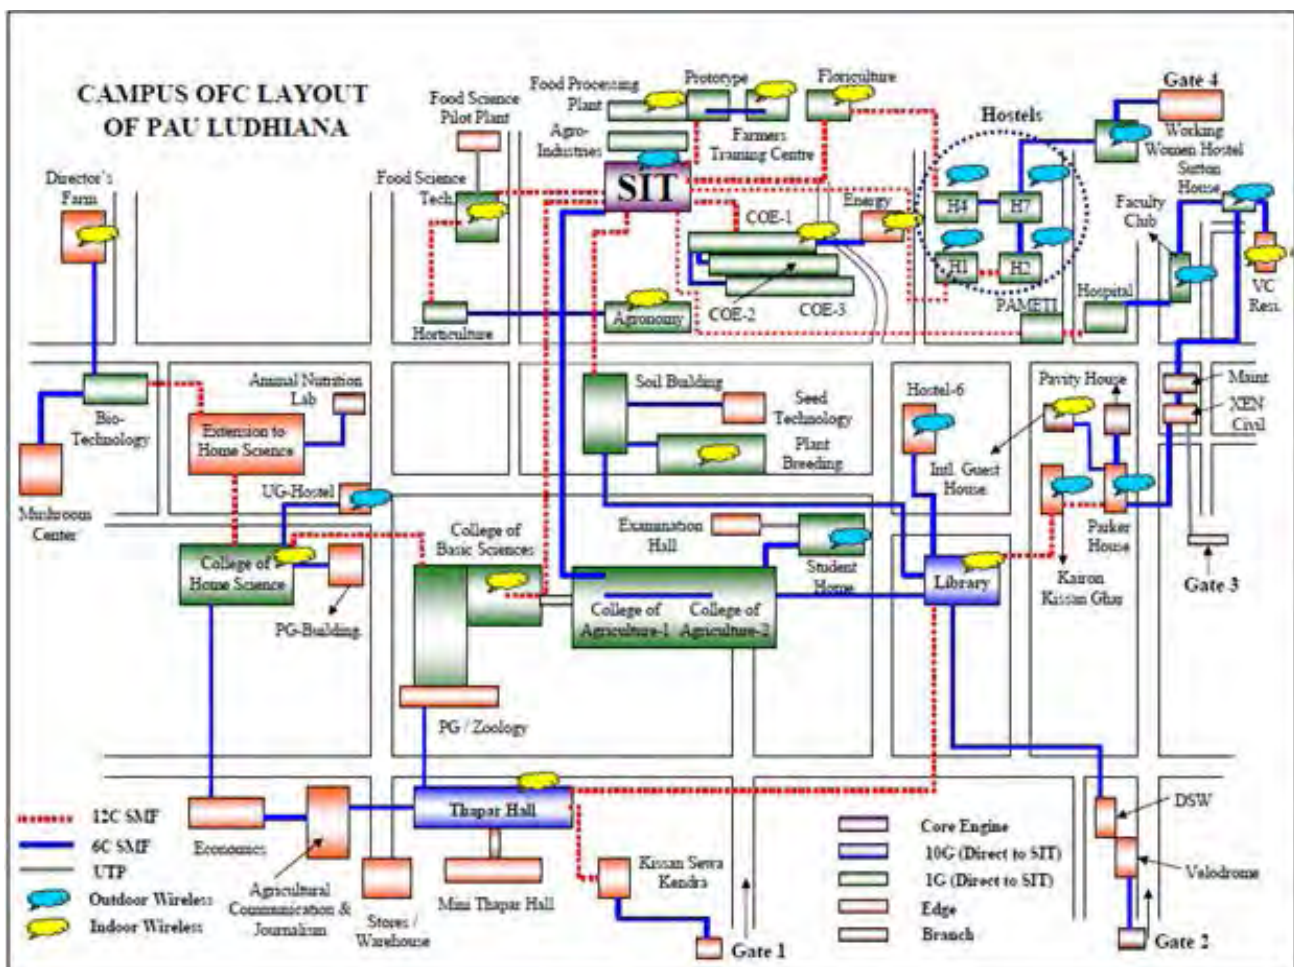 CAMPUS OFC LAYOUT
OF PAU LUDHIANA
Food Science
Pilot Plant
Food Processing
Plant
Prototype
Floriculture
Gate 4
Agro-
Industries
Farmers
Training Centre
Hostels
Working
Women Hostel
Sutton
House
Director's
Farm
Food Science
Tech.
SIT
COE-1
Energy
H4
H7
Faculty
Club
H1
H2
VC
Resi.
COE-2
COE-3
PAMETI
Hospital
Horticulture
Agronomy
Animal Nutrition
Lab
Soil Building
Seed
Technology
Hostel-6
Pavity House
Maint
XEN
Civil
Bio-
Technology
Extension to
Home Science
Plant
Breeding
Intl. Guest
House
UG-Hostel
Mushroom
Center
College of
Basic Sciences
Examination
Hall
Student
Home
Parker
House
College of
Home Science
Library
Kairon
Kissan Ghar
Gate 3
PG-Building
College of
Agriculture-1
College of
Agriculture-2
PG / Zoology
12C SMF
6C SMF
UTP
Outdoor Wireless
Indoor Wireless
Economics
Agricultural
Communication &
Journalism
Stores /
Warehouse
Thapar Hall
Mini Thapar Hall
Kissan Sewa
Kendra
Gate 1
Core Engine
10G (Direct to SIT)
1G (Direct to SIT)
Edge
Branch
DSW
Velodrome
Gate 2